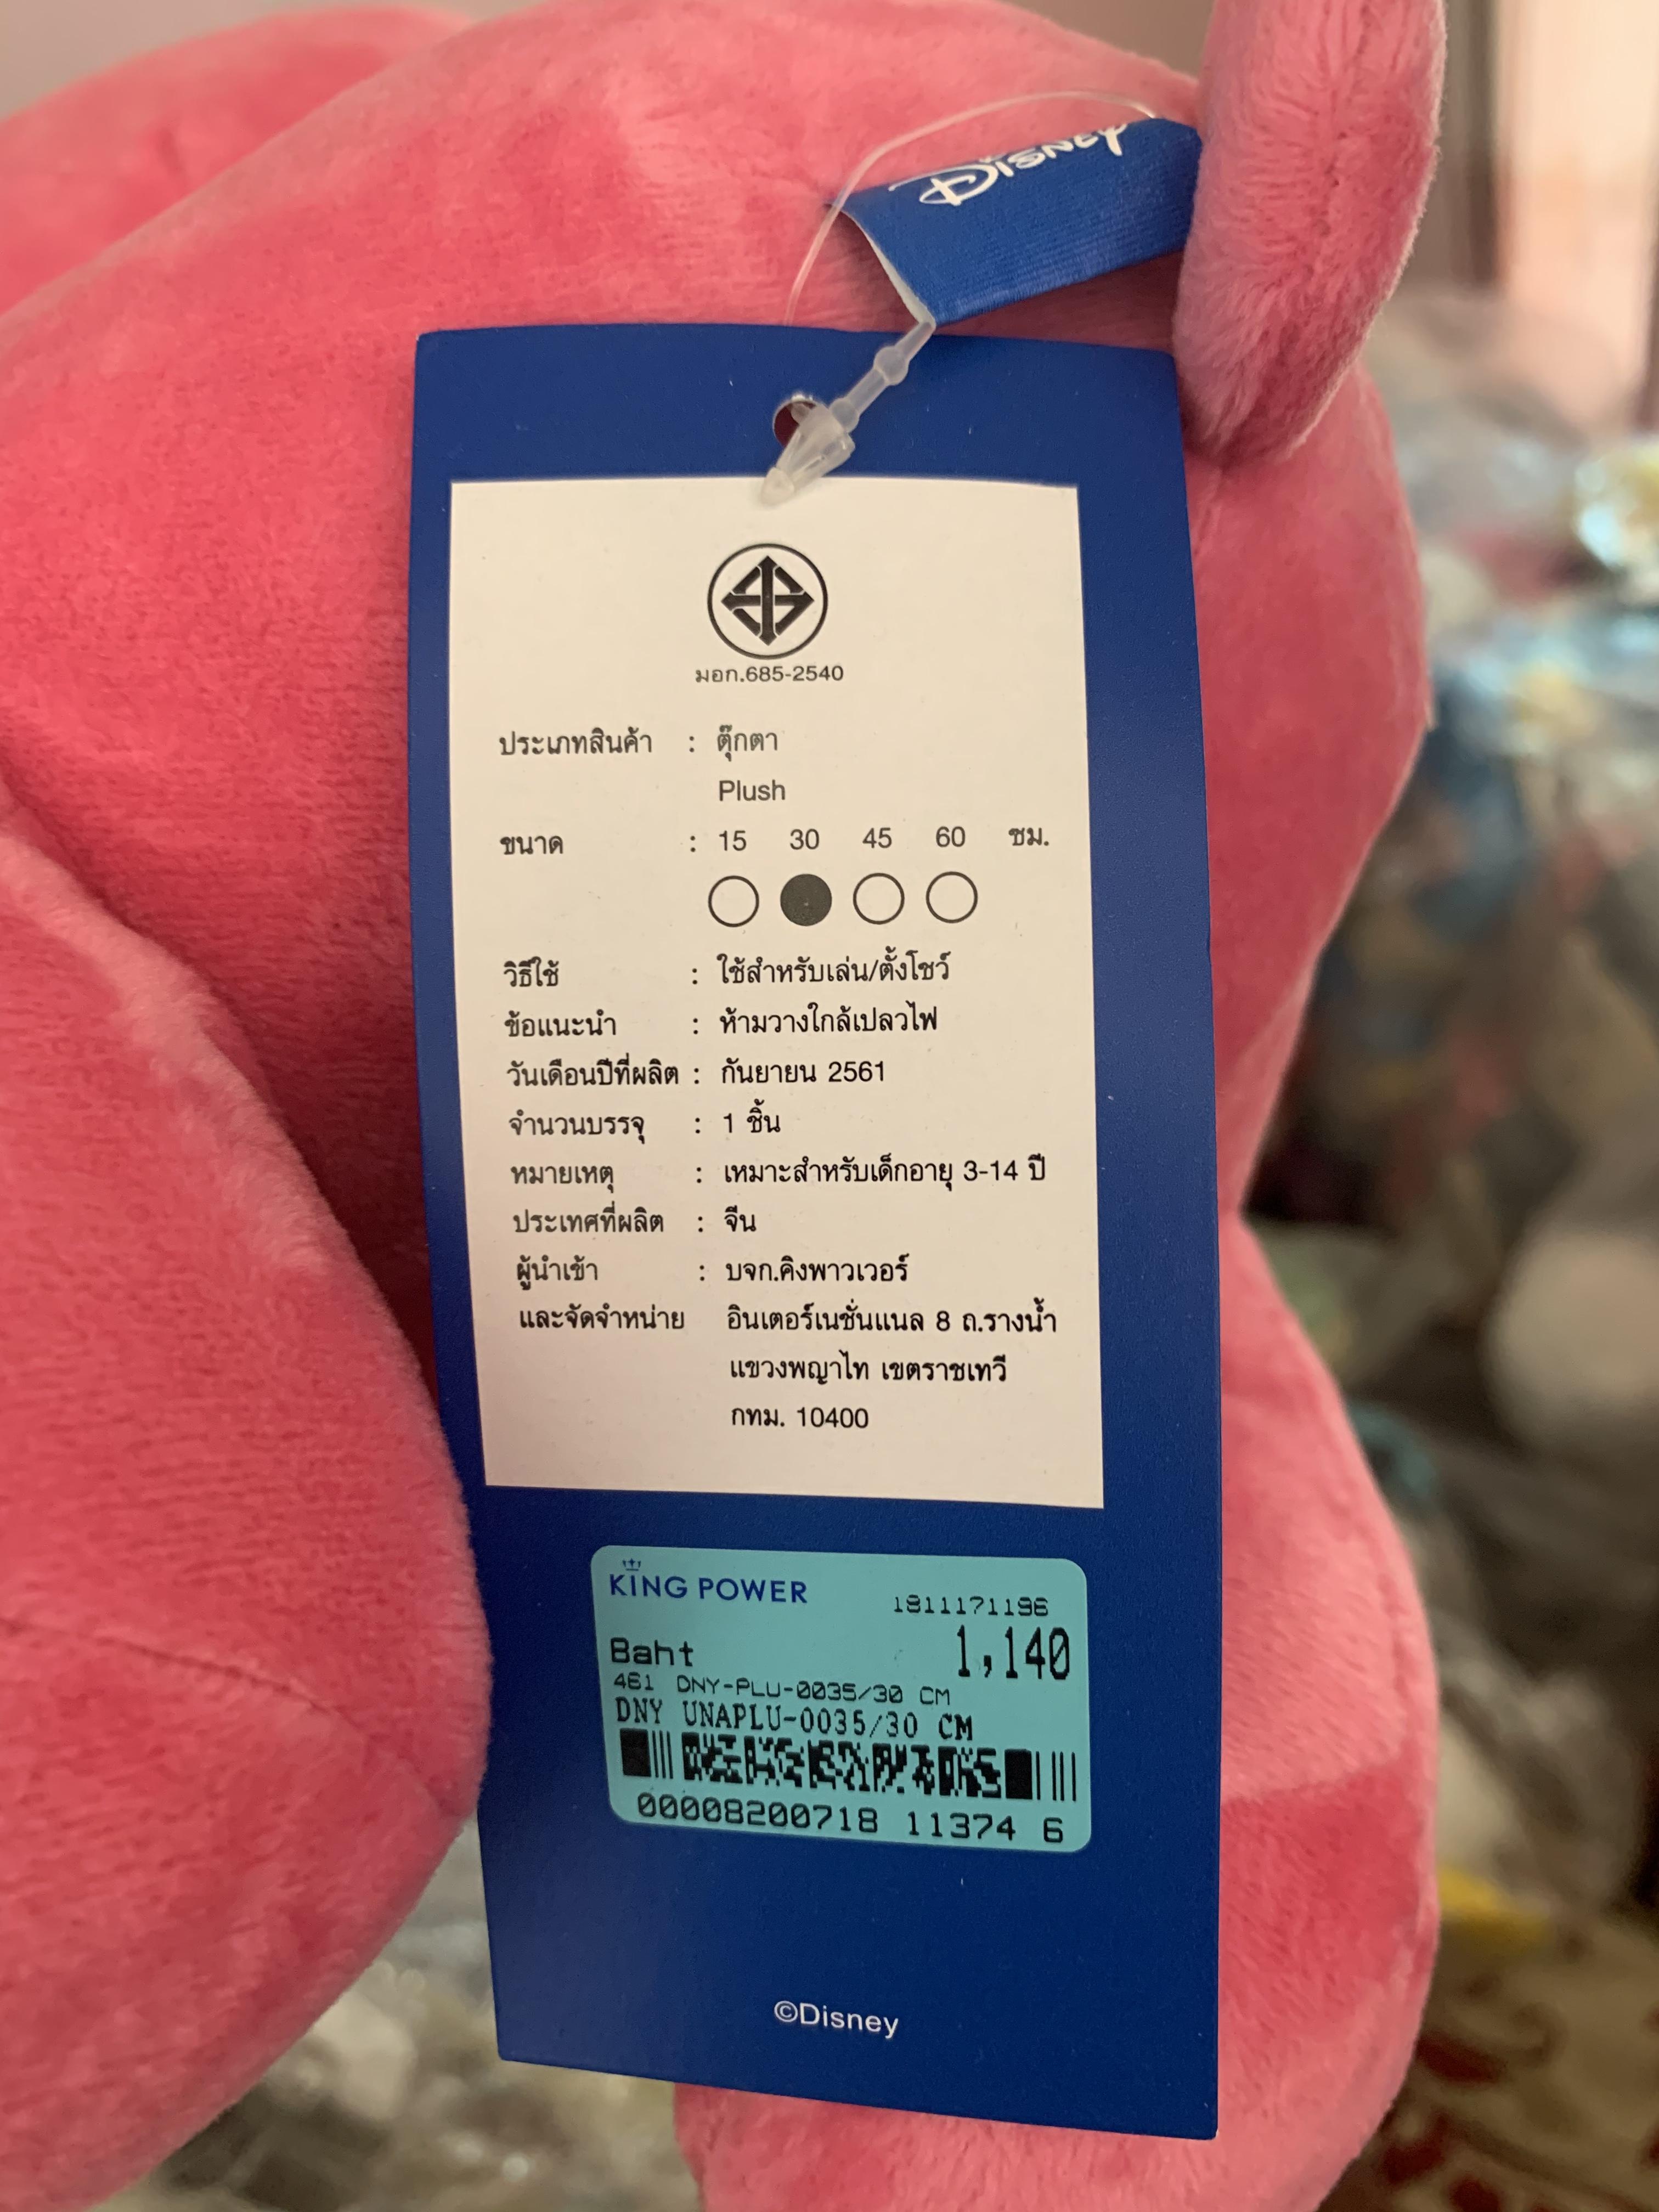 Disney
มอก.685-2540
ประเภทสินค้า : ตุ๊กตา
Plush
ขนาด : 15 30 45 60 ซม.
วิธีใช้ : ใช้สำหรับเล่น/ตั้งโชว์
ข้อแนะนำ : ห้ามวางใกล้เปลวไฟ
วันเดือนปีที่ผลิต : กันยายน 2561
จำนวนบรรจุ : 1 ชิ้น
หมายเหตุ : เหมาะสำหรับเด็กอายุ 3-14 ปี
ประเทศที่ผลิต : จีน
ผู้นำเข้า : บจก.คิงพาวเวอร์
และจัดจำหน่าย อินเตอร์เนชั่นแนล 8 ถ.รางน้ำ
แขวงพญาไท เขตราชเทวี
กทม. 10400
KING POWER 1811171196
Baht 1,140
461 DNY-PLU-0035/30 CM
DNY UNAPLU-0035/30 CM
00008200718 11374 6
©Disney